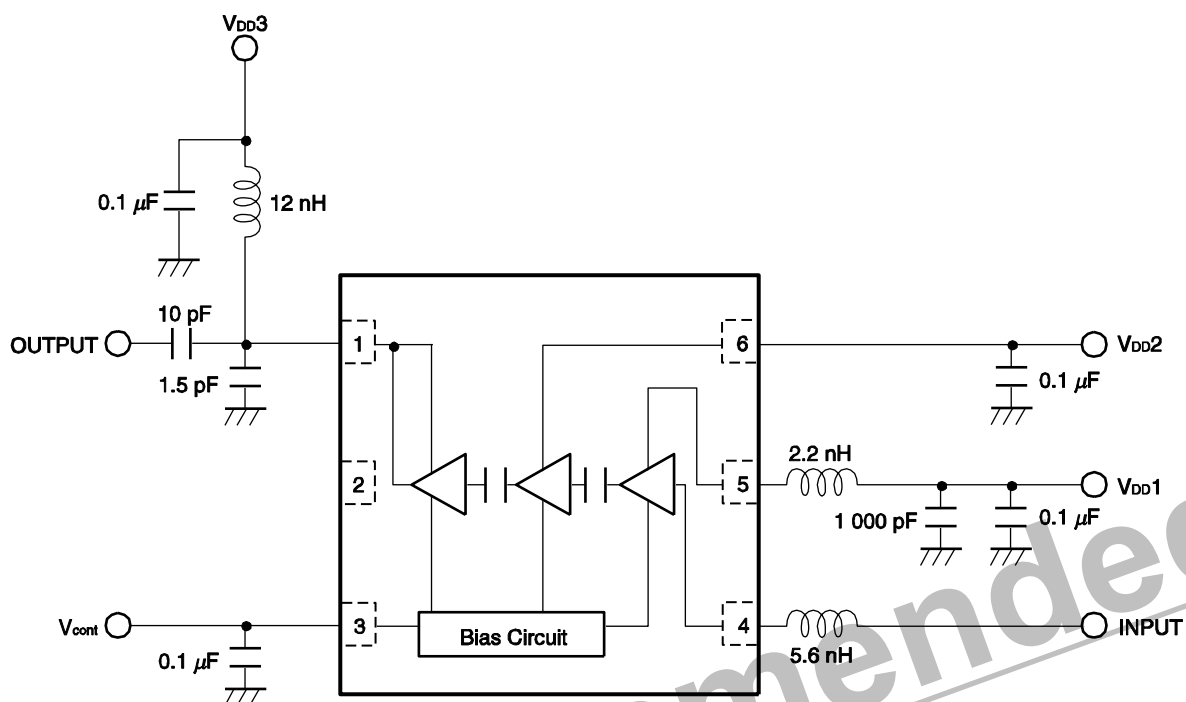 VDD3
0.1 μF
12 nH
10 pF
OUTPUT
1.5 pF
1
6
VDD2
0.1 μF
2.2 nH
2
5
VDD1
1 000 pF
0.1 μF
Vcont
3
Bias Circuit
4
INPUT
0.1 μF
5.6 nH
mended